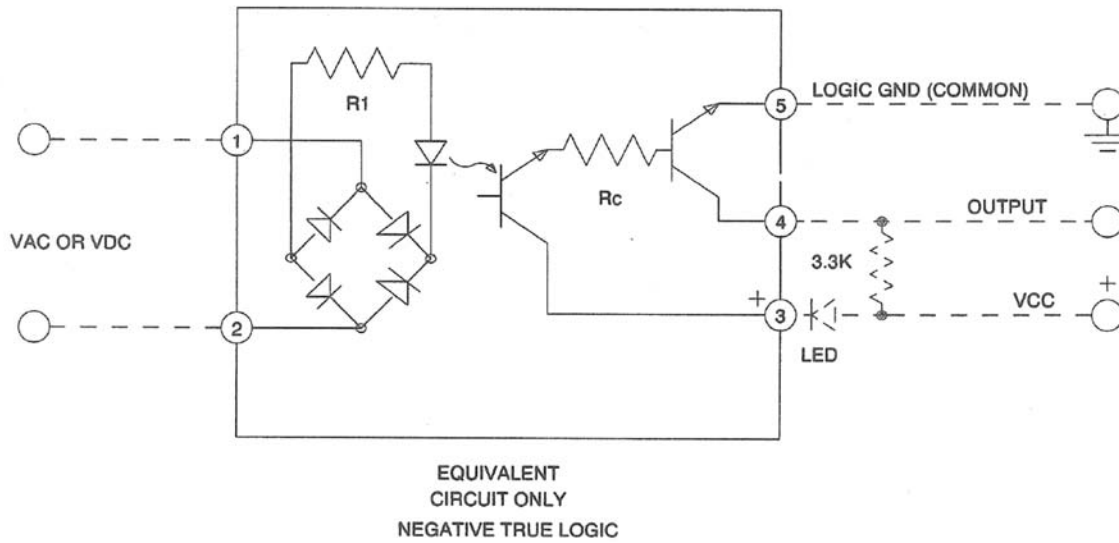 R1
1
2
VAC OR VDC
Rc
5
LOGIC GND (COMMON)
4
OUTPUT
3.3K
+
3
LED
VCC
+
EQUIVALENT
CIRCUIT ONLY
NEGATIVE TRUE LOGIC